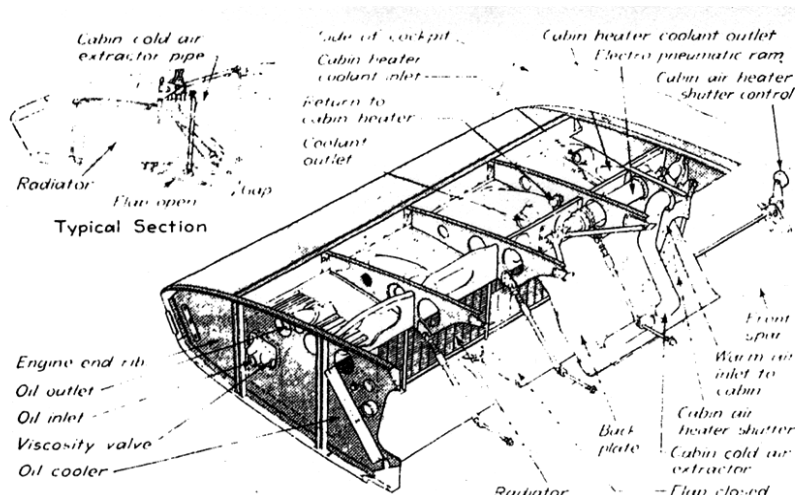 Cabin cold air
extractor pipe
Radiator
Flap open
Typical Section
Side of cockpit
Cabin heater
coolant inlet
Return to
cabin heater
Coolant
outlet
Cabin heater coolant outlet
Electro pneumatic ram
Cabin air heater
shutter control
Engine end rib
Oil outlet
Oil inlet
Viscosity valve
Oil cooler
Front
spar
Warm air
inlet to
cabin
Cabin air
heater shutter
Cabin cold air
extractor
Flap closed
Back
plate
Radiator